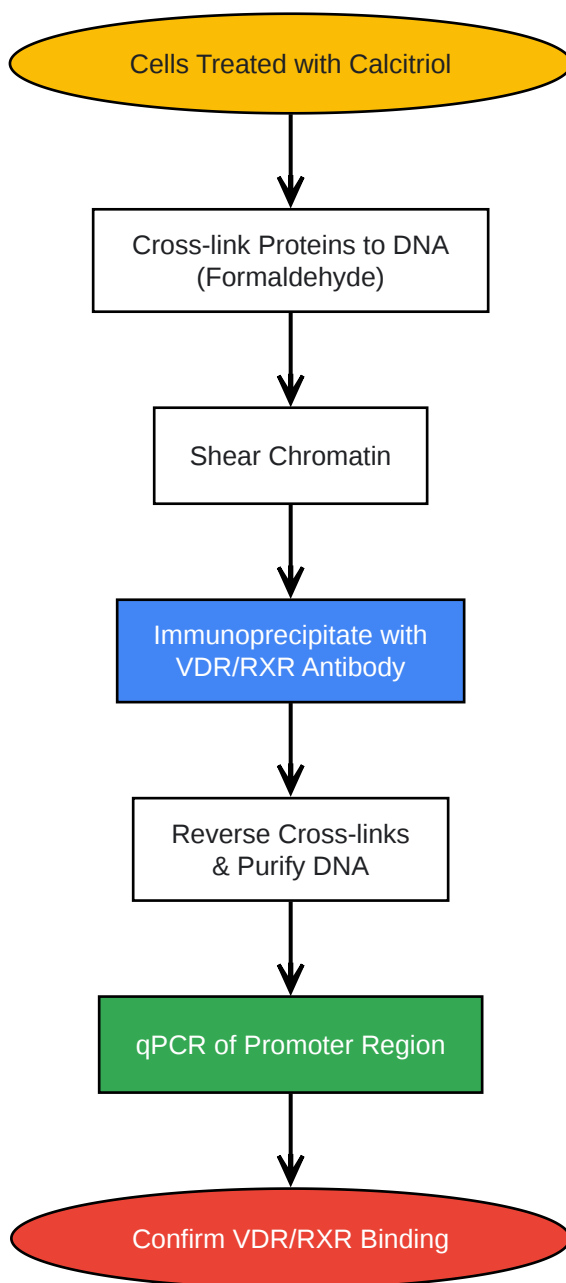 Cells Treated with Calcitriol
Cross-link Proteins to DNA
(Formaldehyde)
Shear Chromatin
Immunoprecipitate with
VDR/RXR Antibody
Reverse Cross-links
& Purify DNA
qPCR of Promoter Region
Confirm VDR/RXR Binding